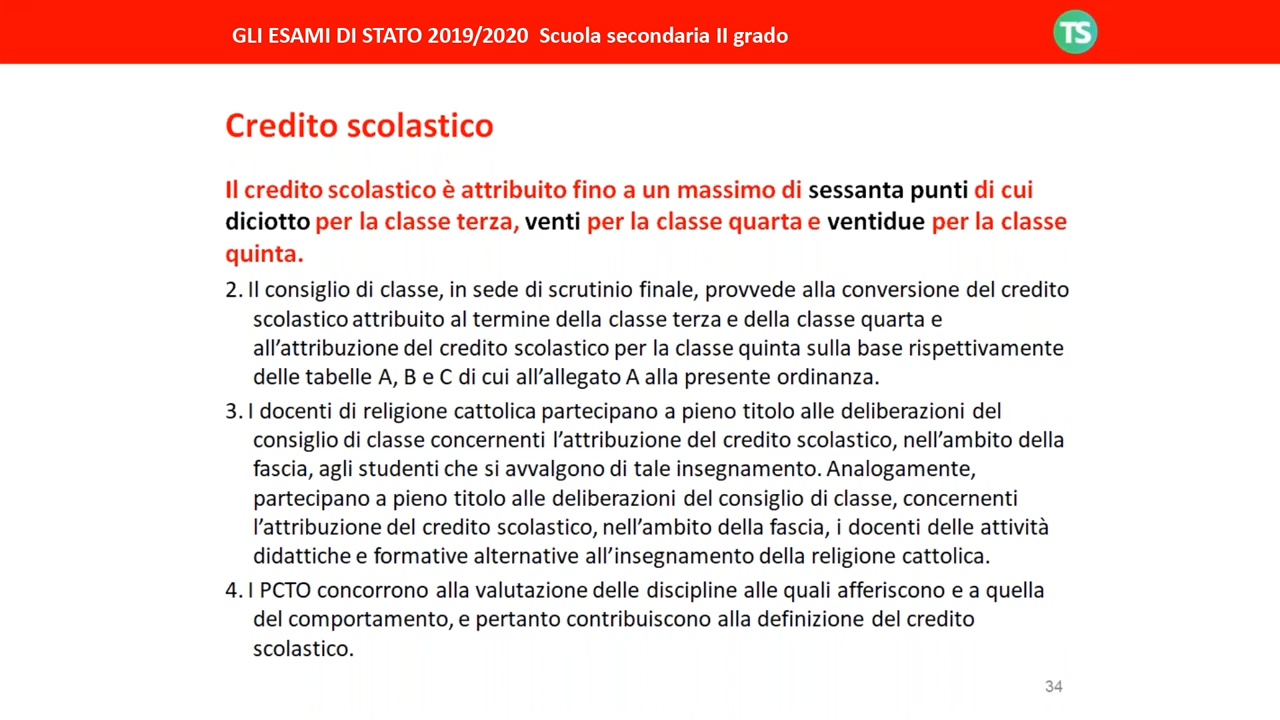 GLI ESAMI DI STATO 2019/2020 Scuola secondaria II grado
TS
Credito scolastico
Il credito scolastico è attribuito fino a un massimo di sessanta punti di cui
diciotto per la classe terza, venti per la classe quarta e ventidue per la classe
quinta.
2. Il consiglio di classe, in sede di scrutinio finale, provvede alla conversione del credito
scolastico attribuito al termine della classe terza e della classe quarta e
all'attribuzione del credito scolastico per la classe quinta sulla base rispettivamente
delle tabelle A, B e C di cui all'allegato A alla presente ordinanza.
3. I docenti di religione cattolica partecipano a pieno titolo alle deliberazioni del
consiglio di classe concernenti l'attribuzione del credito scolastico, nell'ambito della
fascia, agli studenti che si avvalgono di tale insegnamento. Analogamente,
partecipano a pieno titolo alle deliberazioni del consiglio di classe, concernenti
l'attribuzione del credito scolastico, nell'ambito della fascia, i docenti delle attività
didattiche e formative alternative all'insegnamento della religione cattolica.
4. I PCTO concorrono alla valutazione delle discipline alle quali afferiscono e a quella
del comportamento, e pertanto contribuiscono alla definizione del credito
scolastico.
34